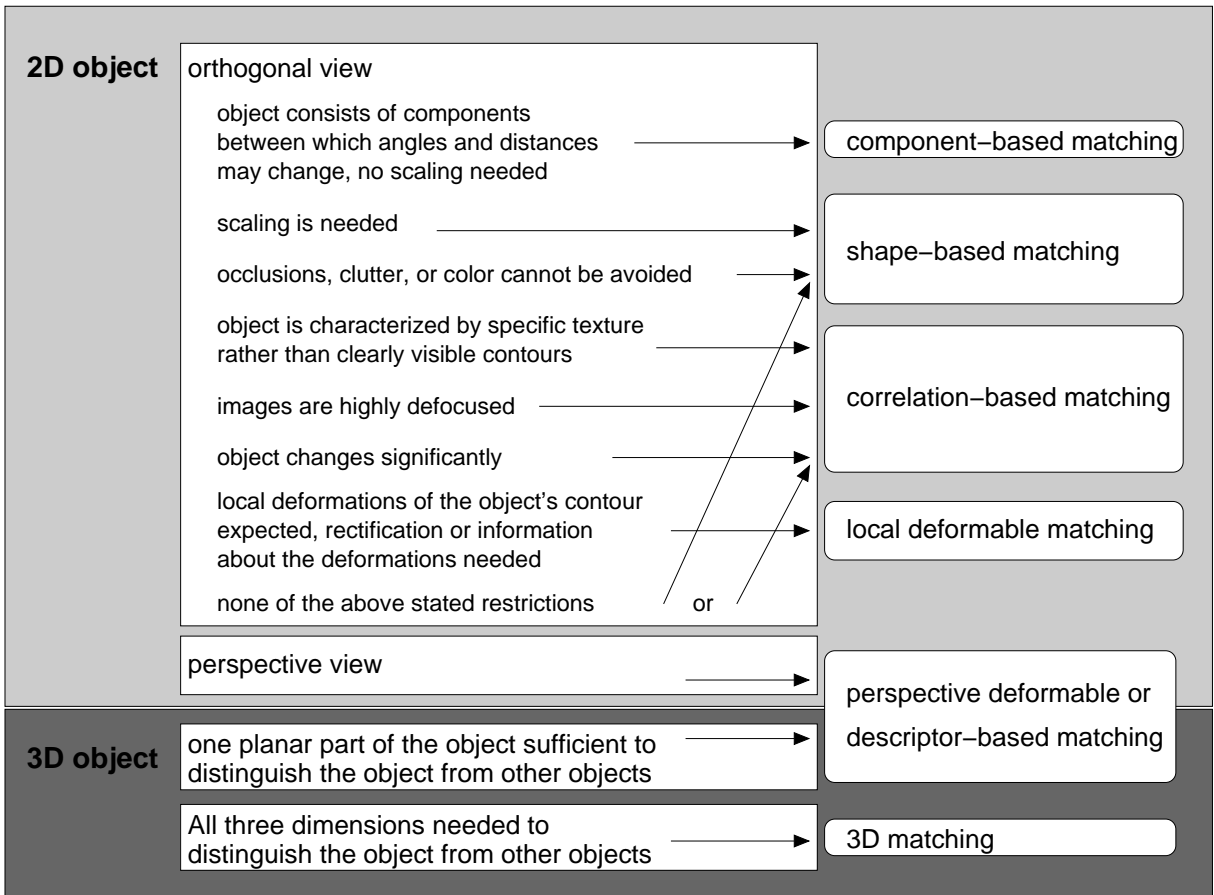 2D object
orthogonal view
object consists of components
between which angles and distances
may change, no scaling needed
component−based matching
scaling is needed
shape−based matching
occlusions, clutter, or color cannot be avoided
object is characterized by specific texture
rather than clearly visible contours
images are highly defocused
correlation−based matching
object changes significantly
local deformations of the object's contour
expected, rectification or information
about the deformations needed
local deformable matching
none of the above stated restrictions or
perspective view
perspective deformable or
descriptor−based matching
3D object
one planar part of the object sufficient to
distinguish the object from other objects
All three dimensions needed to
distinguish the object from other objects
3D matching